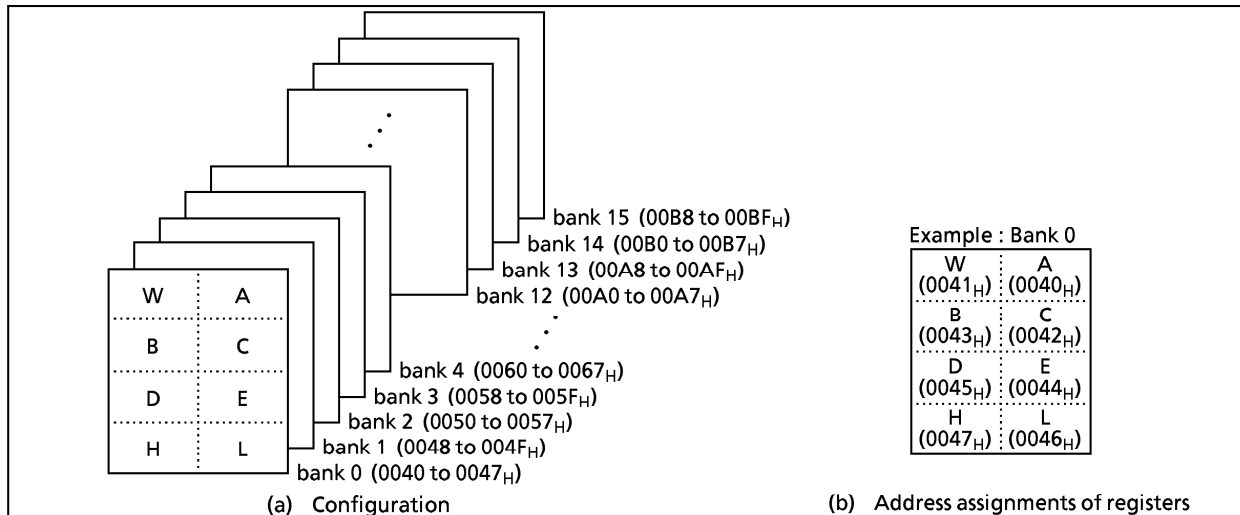 bank 15 (00B8 to 00BFH)
bank 14 (00B0 to 00B7H)
bank 13 (00A8 to 00AFH)
bank 12 (00A0 to 00A7H)
bank 4 (0060 to 0067H)
bank 3 (0058 to 005FH)
bank 2 (0050 to 0057H)
bank 1 (0048 to 004FH)
bank 0 (0040 to 0047H)
W A
B C
D E
H L
(a) Configuration
Example : Bank 0
W A
(0041H) (0040H)
B C
(0043H) (0042H)
D E
(0045H) (0044H)
H L
(0047H) (0046H)
(b) Address assignments of registers